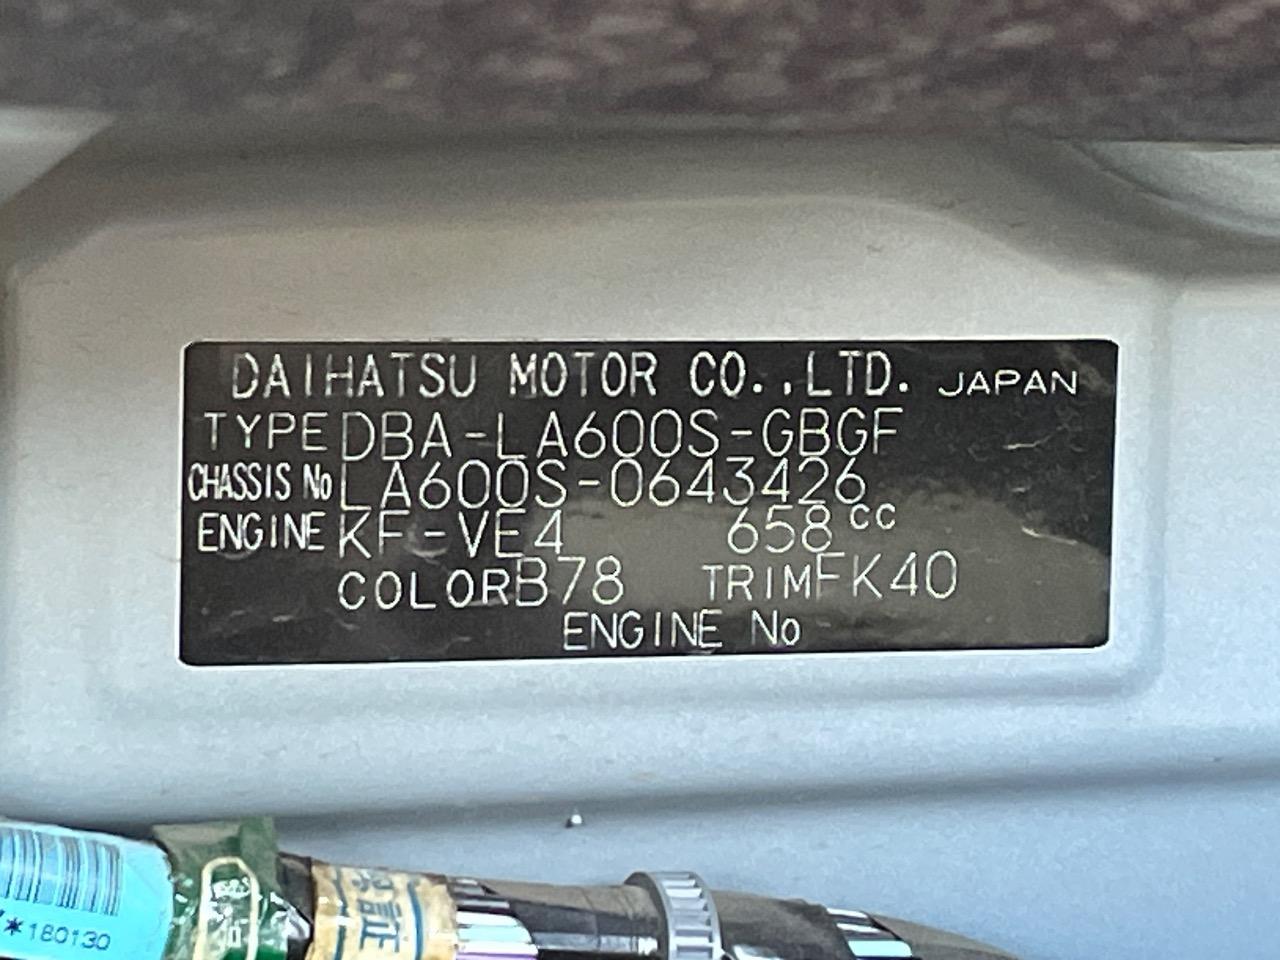 DAIHATSU MOTOR CO.,LTD. JAPAN
TYPE DBA-LA600S-GBGF
CHASSIS No LA600S-0643426
ENGINE KF-VE4 658cc
COLOR B78 TRIM FK40
ENGINE No
*180130
証